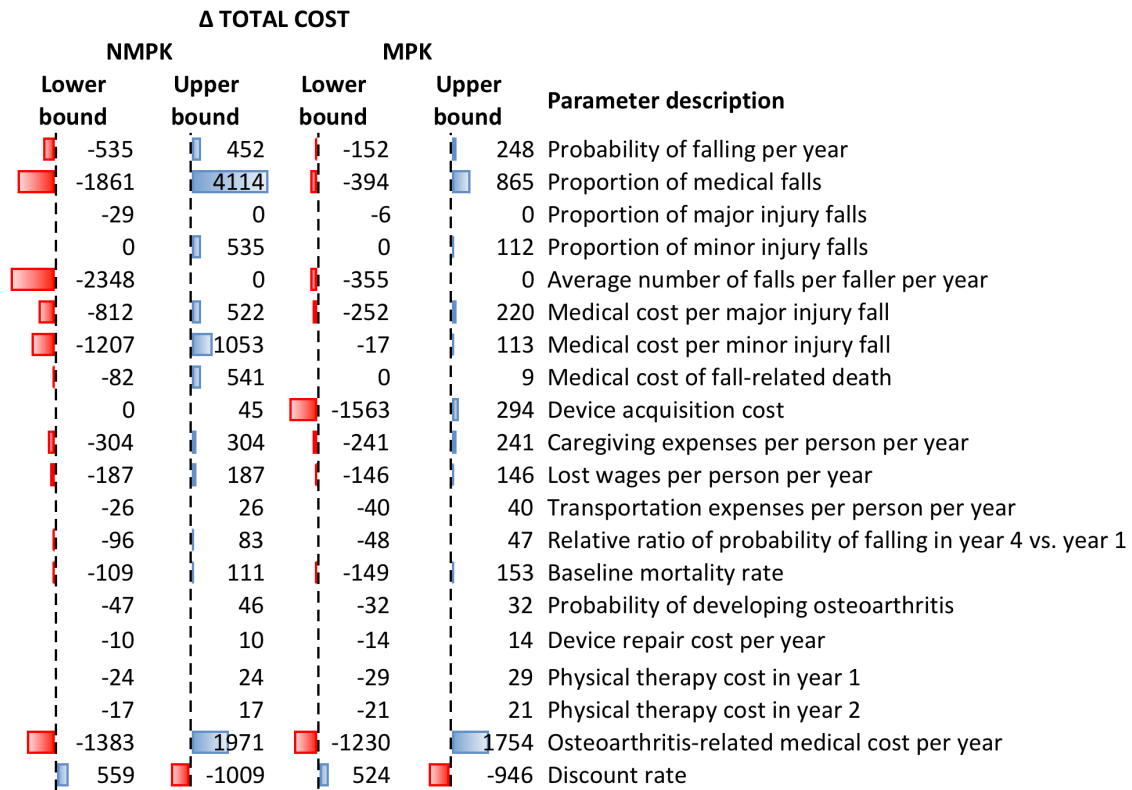 Δ TOTAL COST
NMPK MPK
Lower Upper Lower Upper
bound bound bound bound Parameter description
-535 452 -152 248 Probability of falling per year
-1861 4114 -394 865 Proportion of medical falls
-29 0 -6 0 Proportion of major injury falls
0 535 0 112 Proportion of minor injury falls
-2348 0 -355 0 Average number of falls per faller per year
-812 522 -252 220 Medical cost per major injury fall
-1207 1053 -17 113 Medical cost per minor injury fall
-82 541 0 9 Medical cost of fall-related death
0 45 -1563 294 Device acquisition cost
-304 304 -241 241 Caregiving expenses per person per year
-187 187 -146 146 Lost wages per person per year
-26 26 -40 40 Transportation expenses per person per year
-96 83 -48 47 Relative ratio of probability of falling in year 4 vs. year 1
-109 111 -149 153 Baseline mortality rate
-47 46 -32 32 Probability of developing osteoarthritis
-10 10 -14 14 Device repair cost per year
-24 24 -29 29 Physical therapy cost in year 1
-17 17 -21 21 Physical therapy cost in year 2
-1383 1971 -1230 1754 Osteoarthritis-related medical cost per year
559 -1009 524 -946 Discount rate